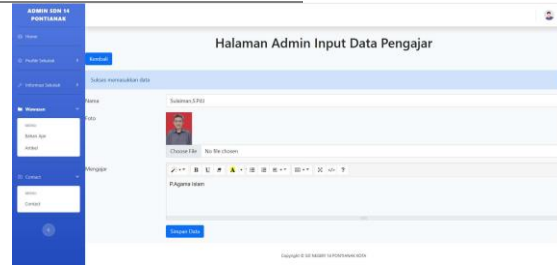 ADMIN SDN 14
PONTIANAK
Home
Profile Sekolah
Informasi Sekolah
Wawasan
MENU:
Bahan Ajar
Artikel
Contact
MENU:
Contact
Halaman Admin Input Data Pengajar
Kembali
Sukses memasukkan data
Nama
Sulaiman,S.Pd.I
Foto
Choose File No file chosen
Mengajar
P.Agama Islam
Simpan Data